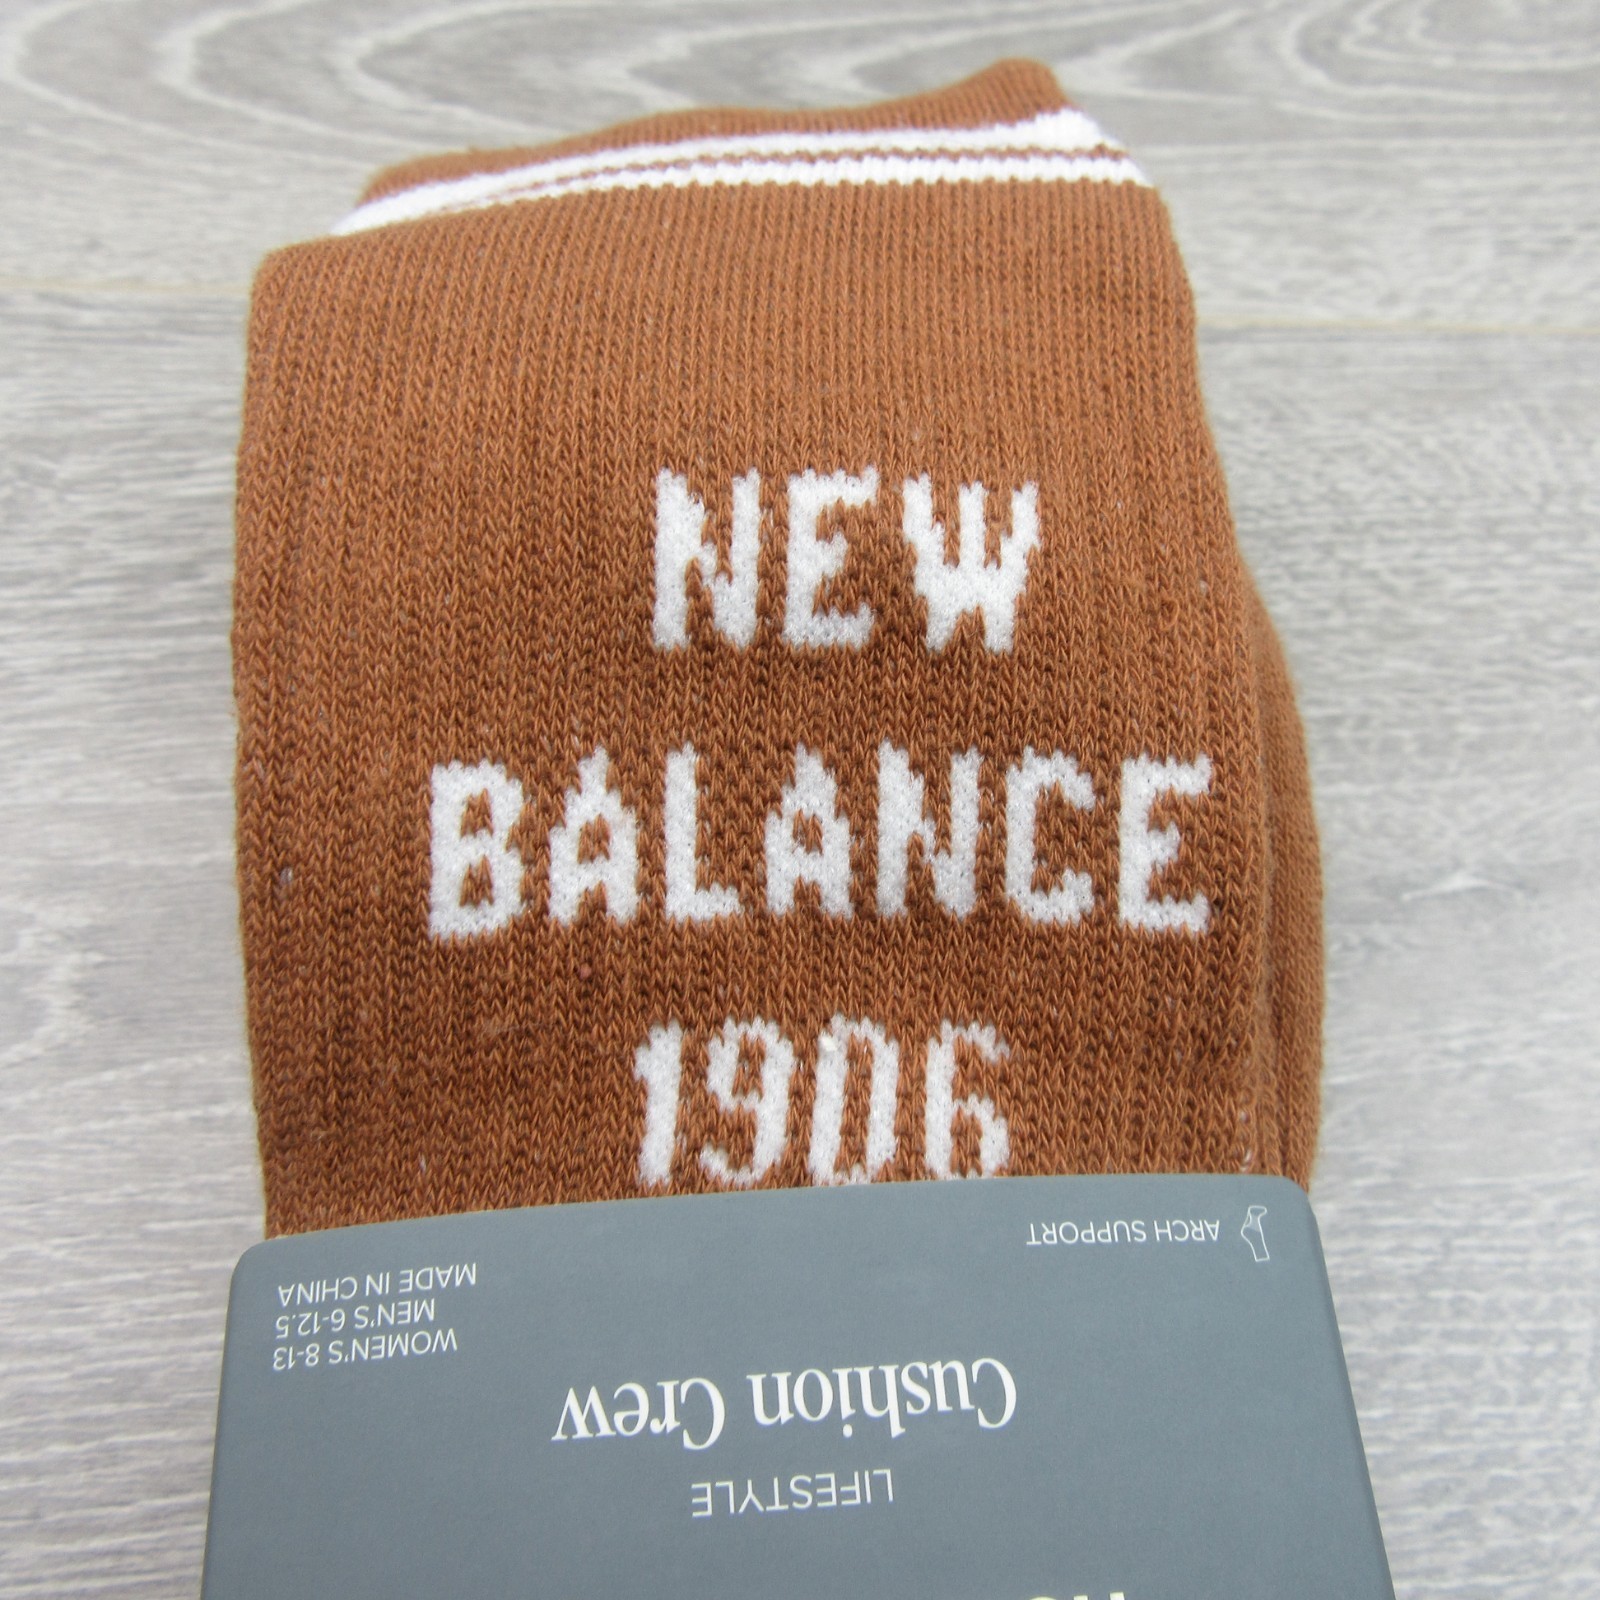 NEW
BALANCE
1906
ARCH SUPPORT
MADE IN CHINA
MEN'S 6-12.5
WOMEN'S 8-13
Cushion Crew
LIFESTYLE